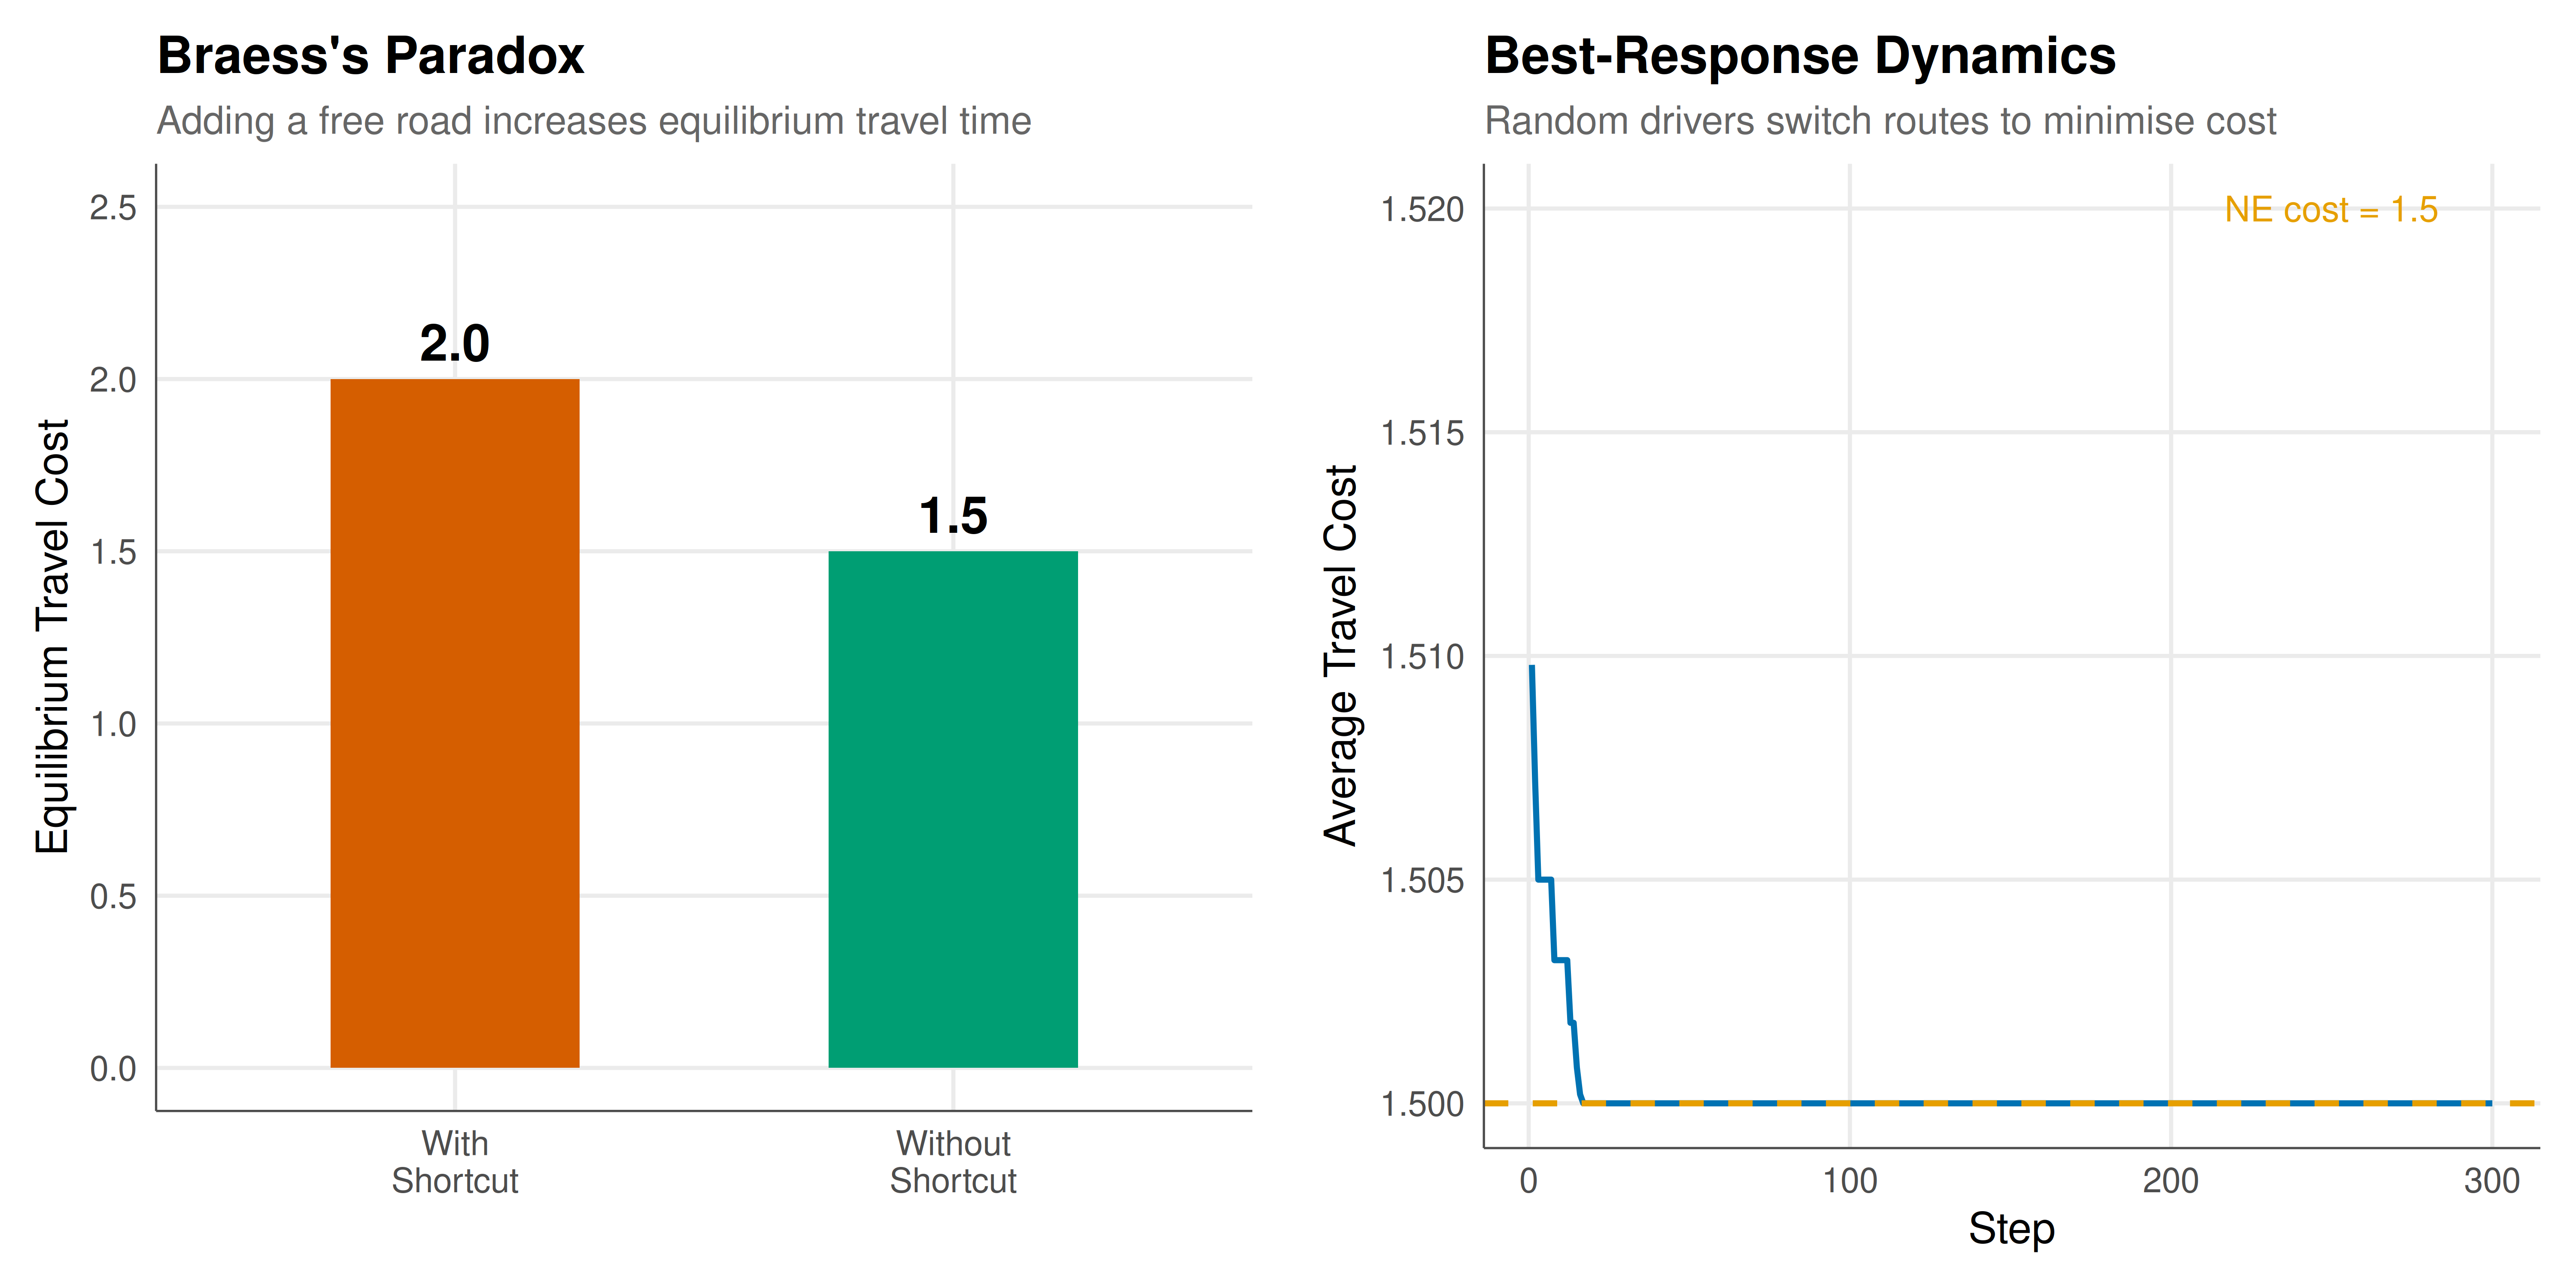 Braess's Paradox
Adding a free road increases equilibrium travel time
Equilibrium Travel Cost
2.5
2.0
1.5
1.0
0.5
0.0
2.0
1.5
With
Shortcut
Without
Shortcut
Best-Response Dynamics
Random drivers switch routes to minimise cost
Average Travel Cost
1.520
1.515
1.510
1.505
1.500
NE cost = 1.5
0
100
200
300
Step